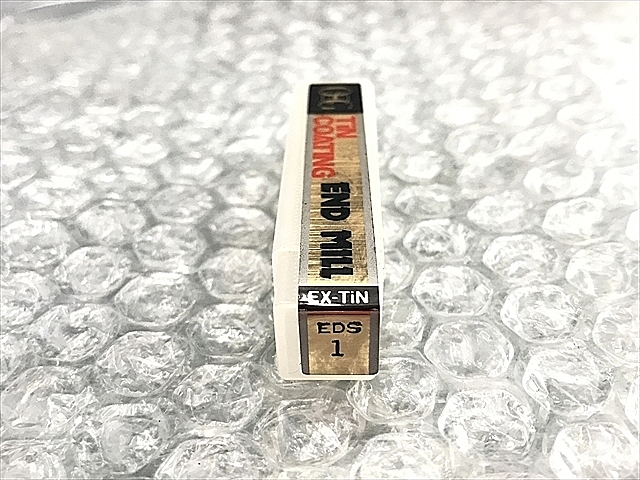 TiN
COATING
END MILL
EX-TiN
EDS
1